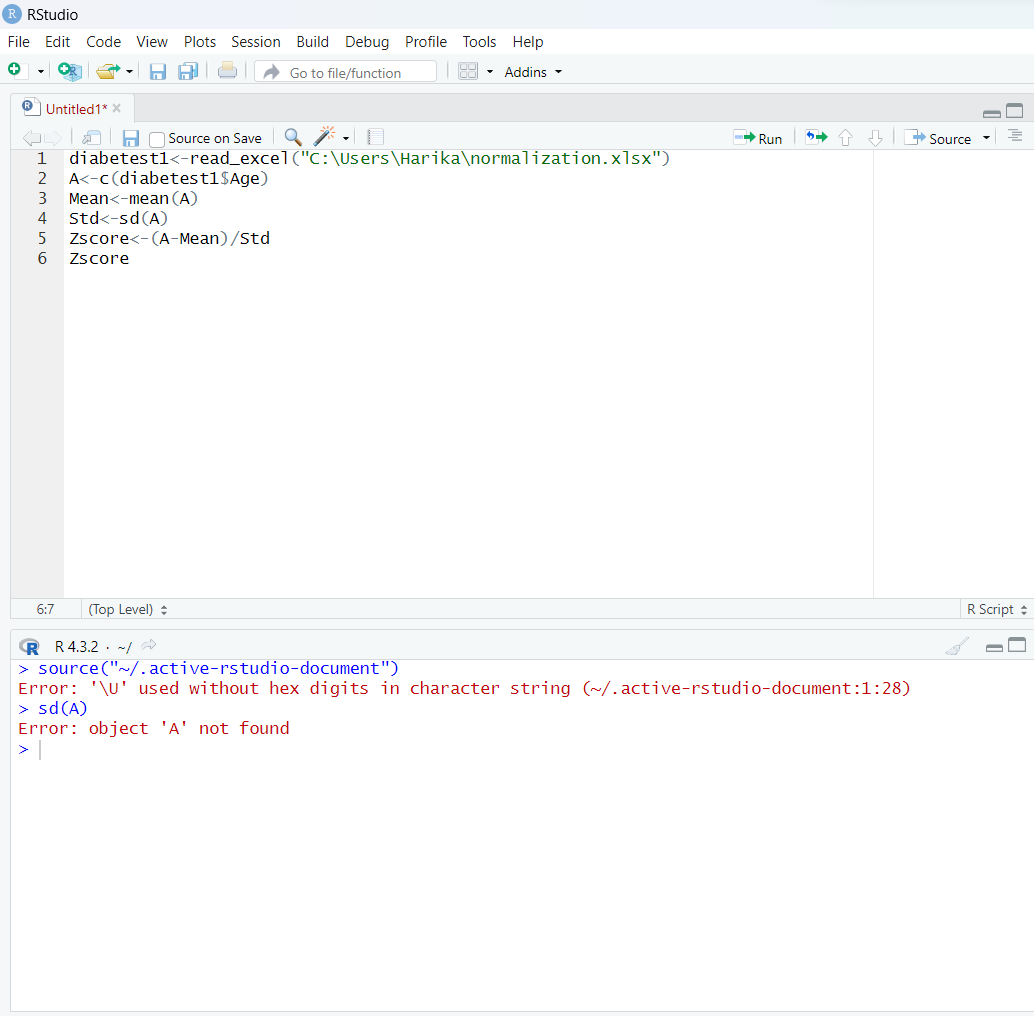 RStudio
File Edit Code View Plots Session Build Debug Profile Tools Help
Go to file/function Addins
Untitled1*
Source on Save Run Source
1 diabetest1<-read_excel("C:\Users\Harika\normalization.xlsx")
2 A<-c(diabetest1$Age)
3 Mean<-mean(A)
4 Std<-sd(A)
5 Zscore<-(A-Mean)/Std
6 Zscore
6:7 (Top Level) R Script
R 4.3.2 · ~/
> source("~/.active-rstudio-document")
Error: '\U' used without hex digits in character string (~/.active-rstudio-document:1:28)
> sd(A)
Error: object 'A' not found
>